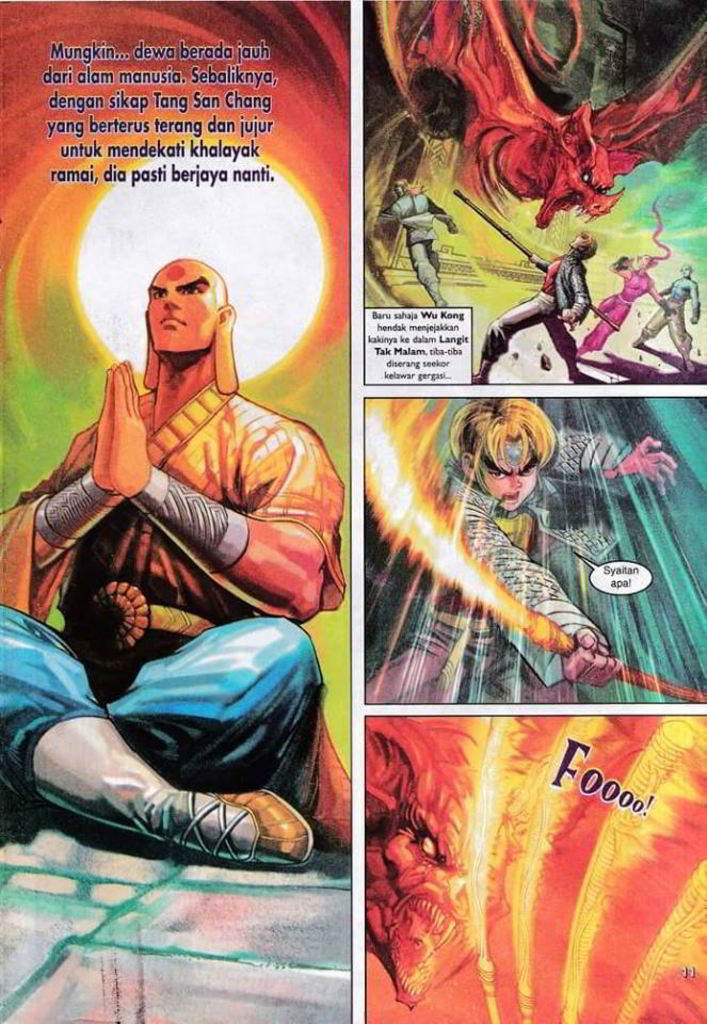 Mungkin... dewa berada jauh
dari alam manusia. Sebaliknya,
dengan sikap Tang San Chang
yang berterus terang dan jujur
untuk mendekati khalayak
ramai, dia pasti berjaya nanti.
Baru sahaja Wu Kong
hendak menjejakkan
kakinya ke dalam Langit
Tak Malam, tiba-tiba
diserang seekor
kelawar gergasi...
Syaitan
apa!
Foooo!
11